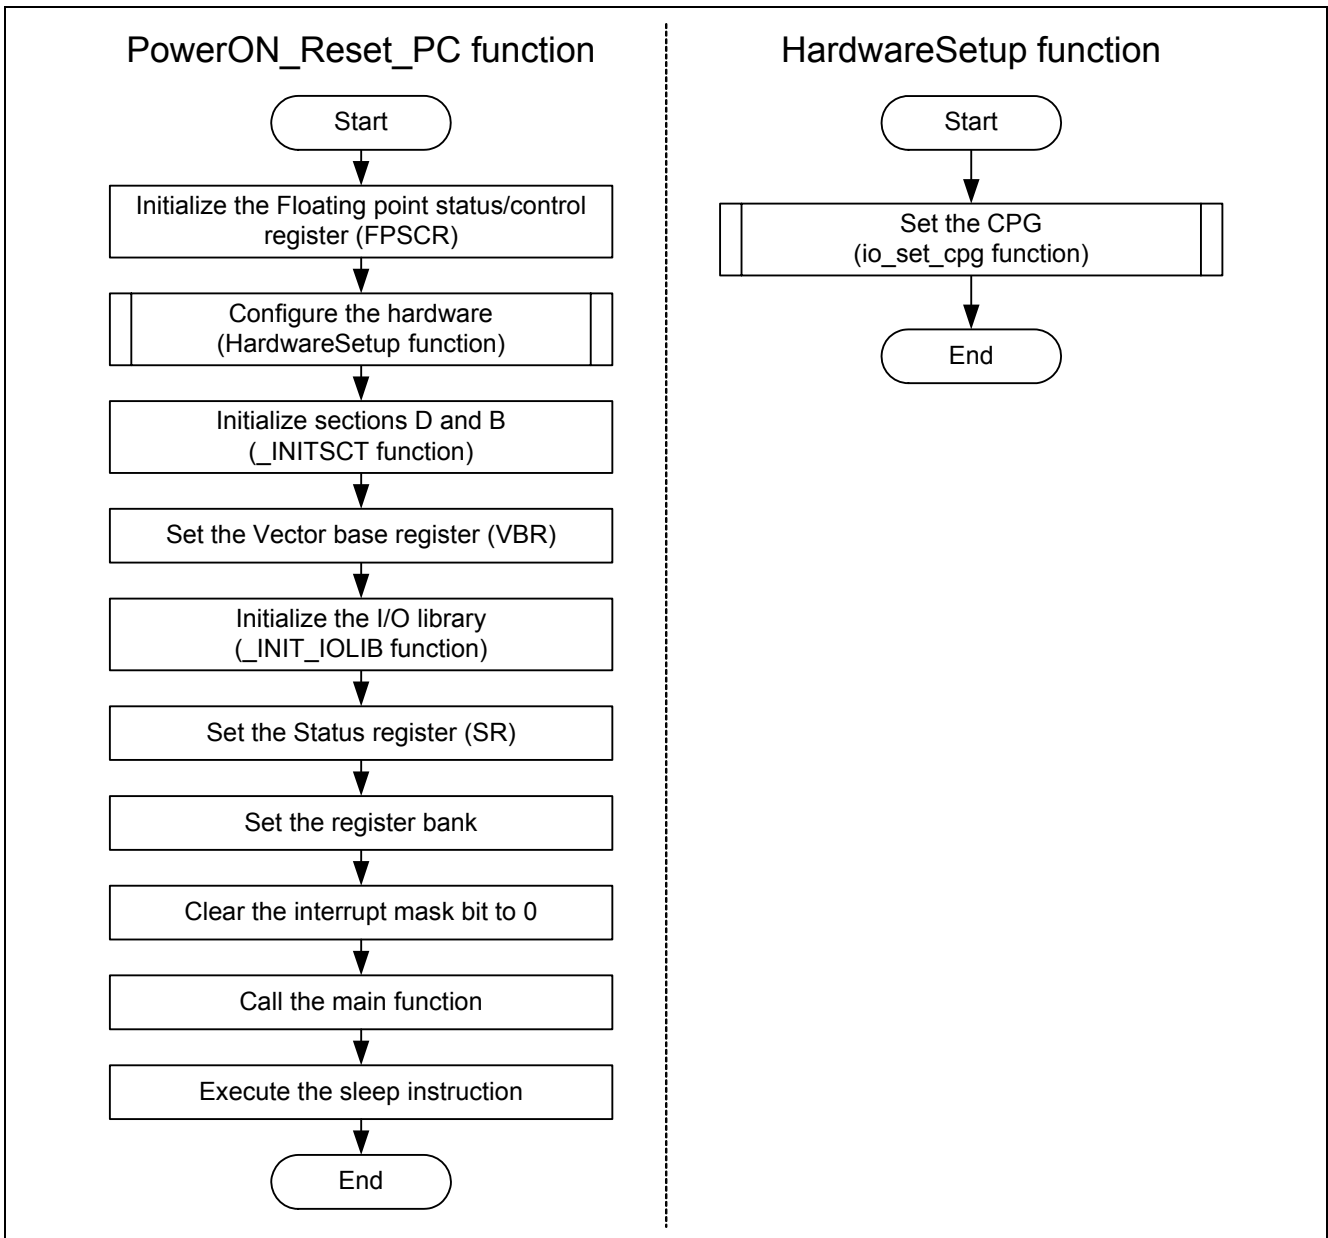 PowerON_Reset_PC function
Start
Initialize the Floating point status/control
register (FPSCR)
Configure the hardware
(HardwareSetup function)
Initialize sections D and B
(_INITSCT function)
Set the Vector base register (VBR)
Initialize the I/O library
(_INIT_IOLIB function)
Set the Status register (SR)
Set the register bank
Clear the interrupt mask bit to 0
Call the main function
Execute the sleep instruction
End
HardwareSetup function
Start
Set the CPG
(io_set_cpg function)
End